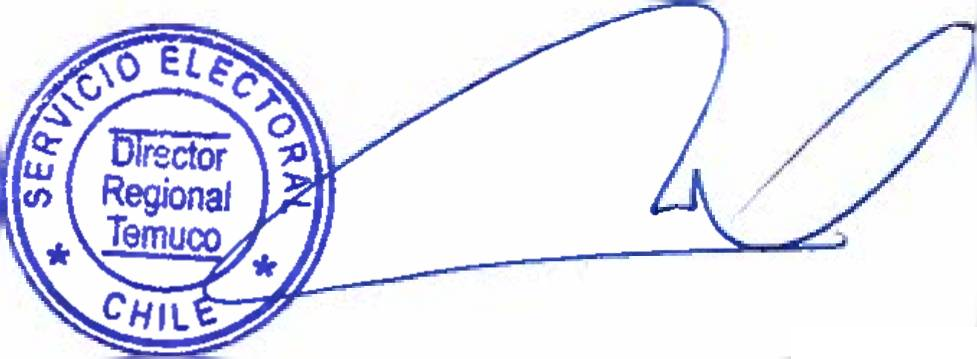 SERVICIO ELECTORAL
Director
Regional
Temuco
* CHILE *